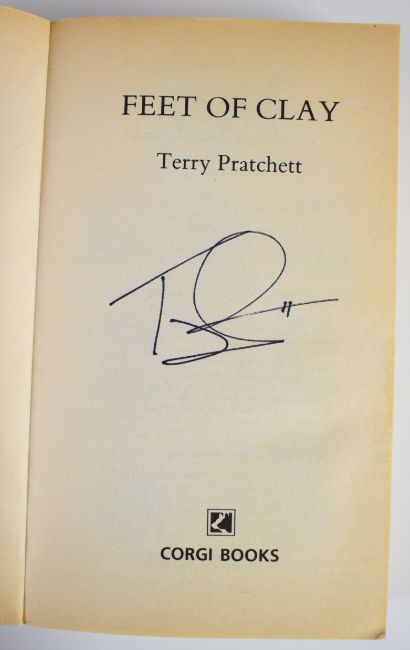 FEET OF CLAY
Terry Pratchett
CORGI BOOKS